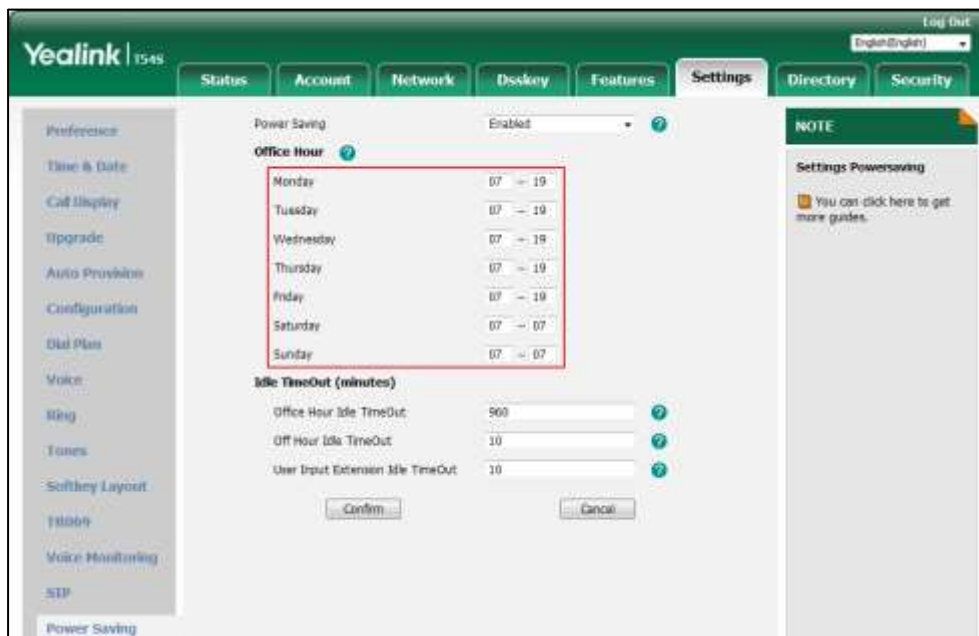 Log Out
Yealink T54S
English(English)
Status Account Network Dsskey Features Settings Directory Security
Preference
Time & Date
Call Display
Upgrade
Auto Provision
Configuration
Dial Plan
Voice
Ring
Tones
Softkey Layout
TR069
Voice Monitoring
SIP
Power Saving
Power Saving Enabled
Office Hour
Monday 07 - 19
Tuesday 07 - 19
Wednesday 07 - 19
Thursday 07 - 19
Friday 07 - 19
Saturday 07 - 07
Sunday 07 - 07
Idle TimeOut (minutes)
Office Hour Idle TimeOut 960
Off Hour Idle TimeOut 10
User Input Extension Idle TimeOut 10
Confirm Cancel
NOTE
Settings Powersaving
You can click here to get
more guides.